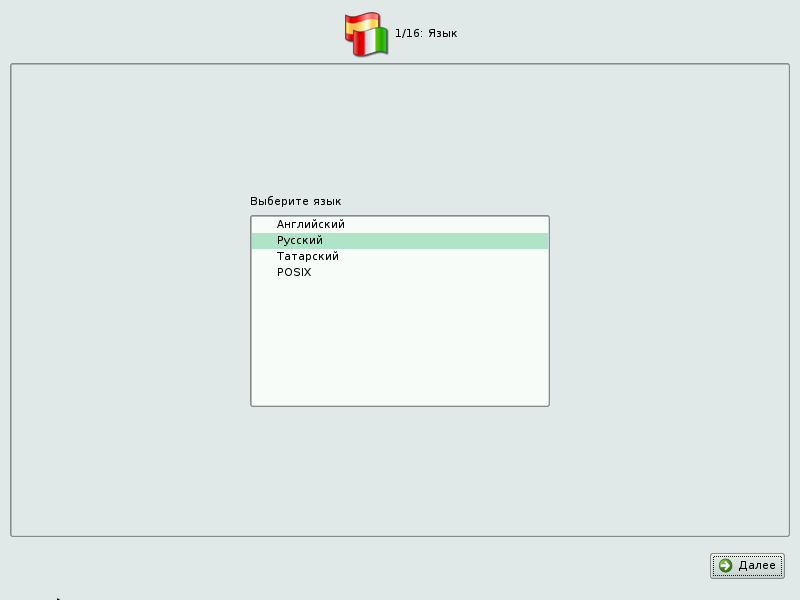 1/16: Язык
Выберите язык
Английский
Русский
Татарский
POSIX
Далее